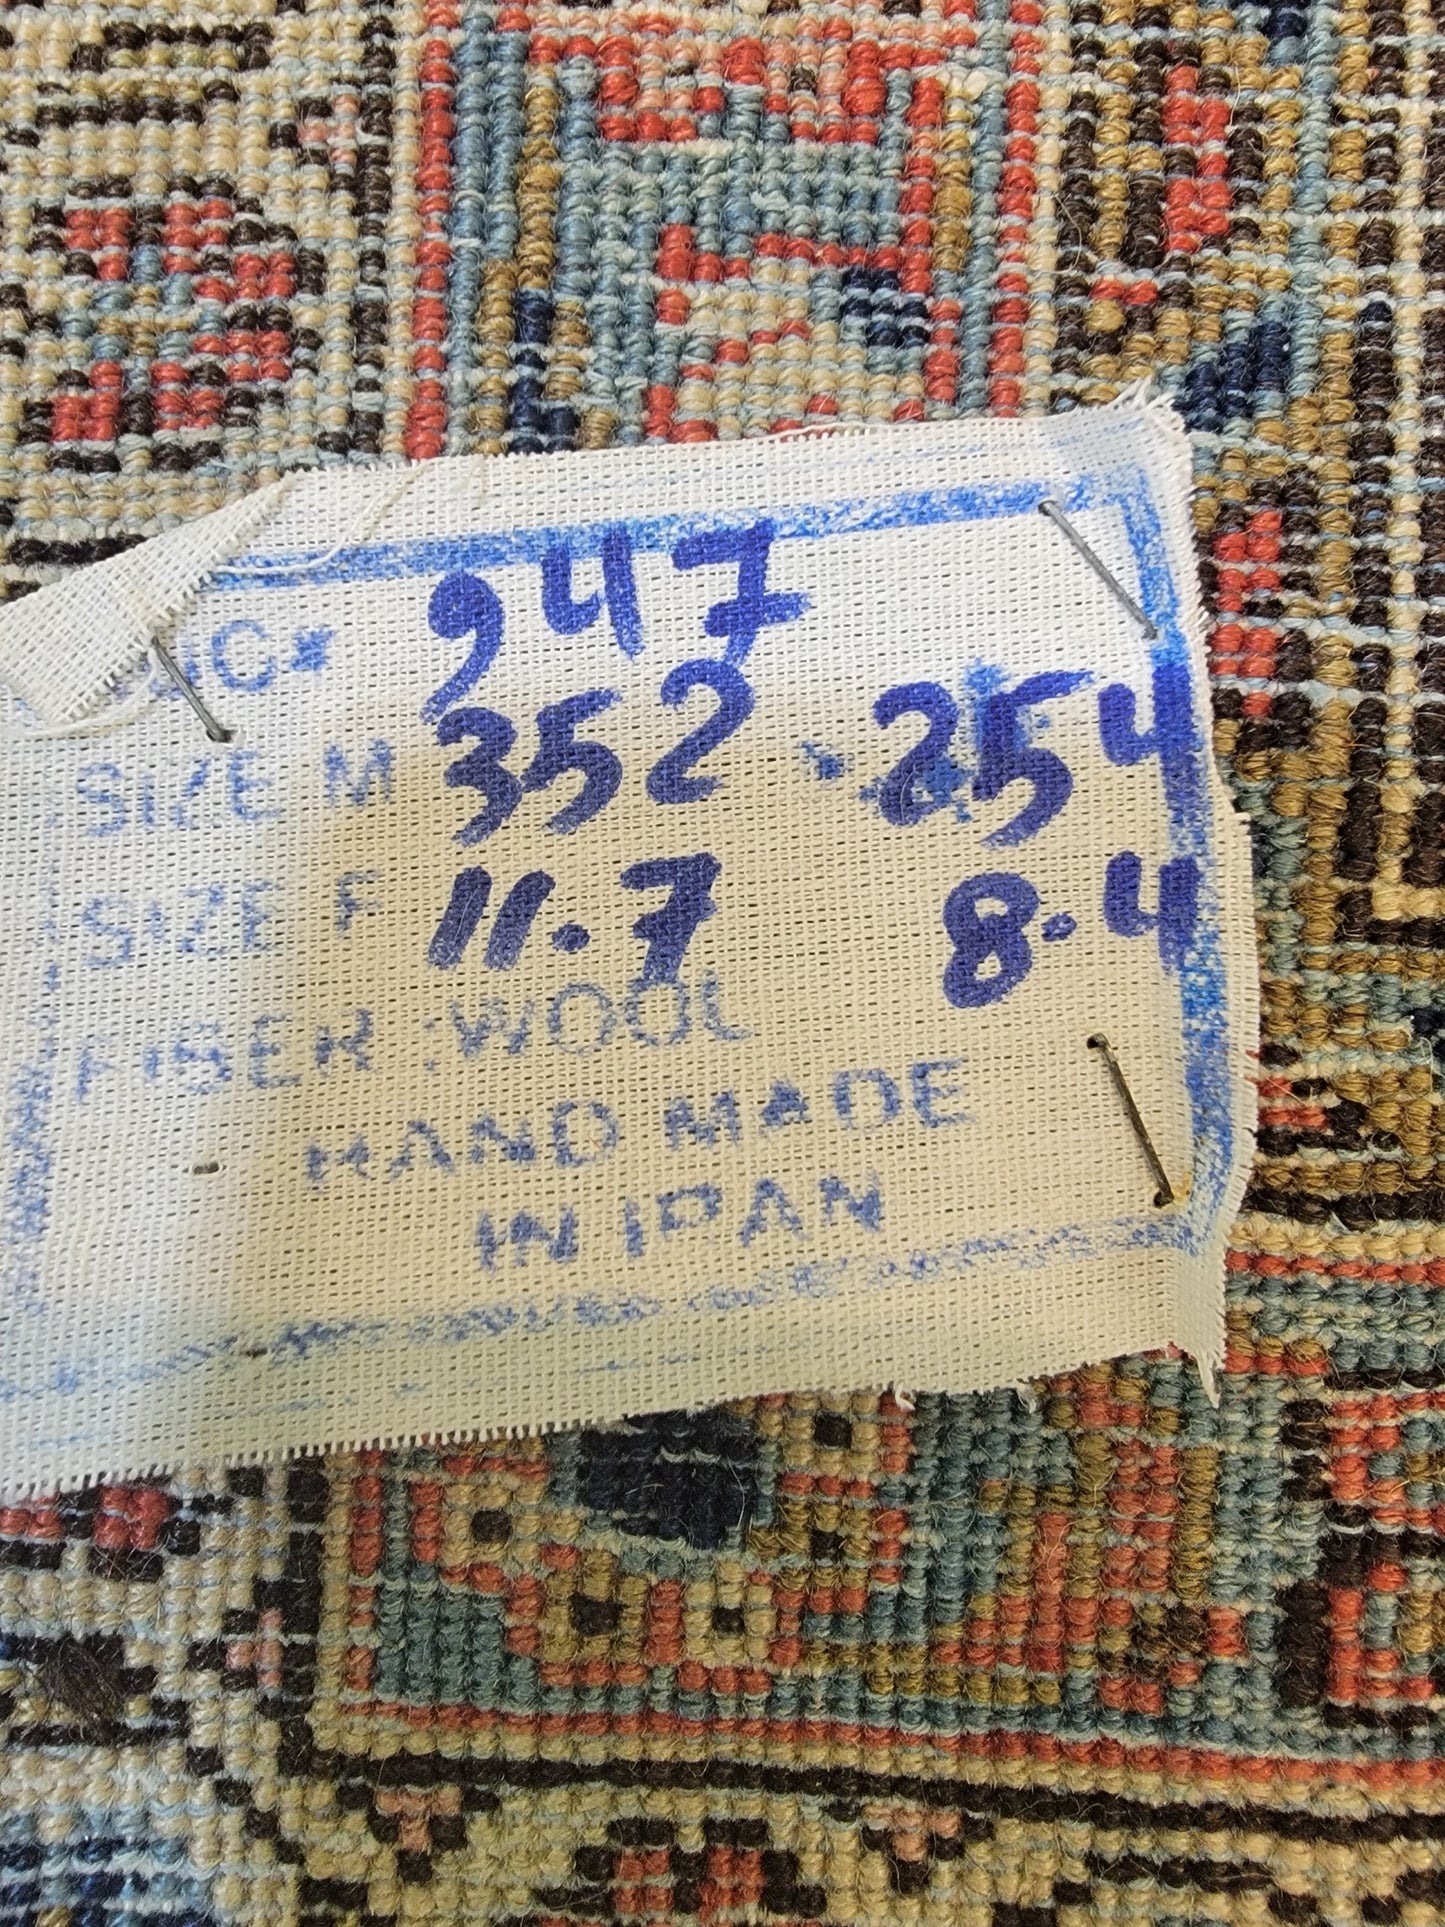 947
SIZE M 352 254
SIZE F 11.7 8.4
FIBER :WOOL
HAND MADE
IN IRAN